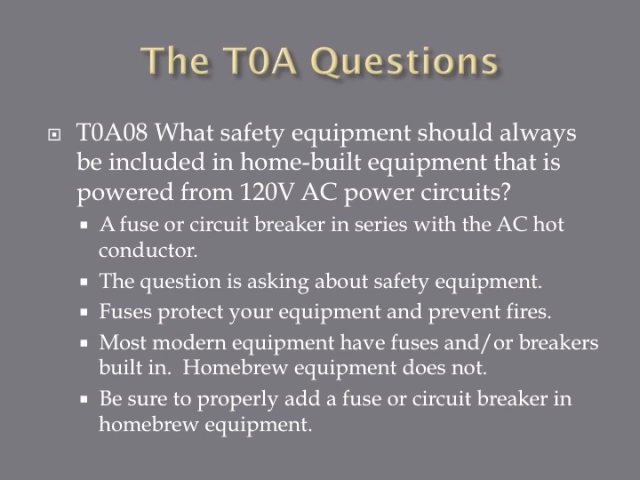 The T0A Questions
T0A08 What safety equipment should always
be included in home-built equipment that is
powered from 120V AC power circuits?
A fuse or circuit breaker in series with the AC hot
conductor.
The question is asking about safety equipment.
Fuses protect your equipment and prevent fires.
Most modern equipment have fuses and/or breakers
built in.  Homebrew equipment does not.
Be sure to properly add a fuse or circuit breaker in
homebrew equipment.